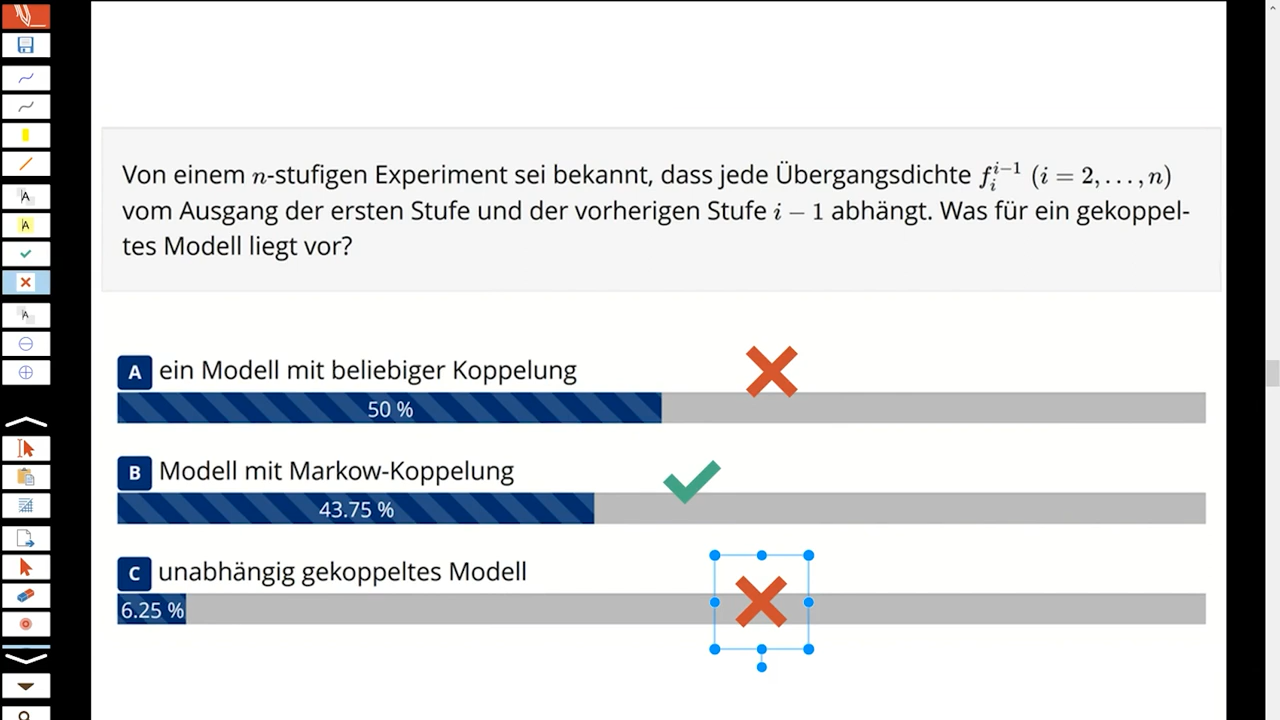 Von einem n-stufigen Experiment sei bekannt, dass jede Übergangsdichte f_i^{i−1} (i = 2, . . . , n)
vom Ausgang der ersten Stufe und der vorherigen Stufe i − 1 abhängt. Was für ein gekoppel-
tes Modell liegt vor?
A ein Modell mit beliebiger Koppelung
50 %
B Modell mit Markow-Koppelung
43.75 %
C unabhängig gekoppeltes Modell
6.25 %